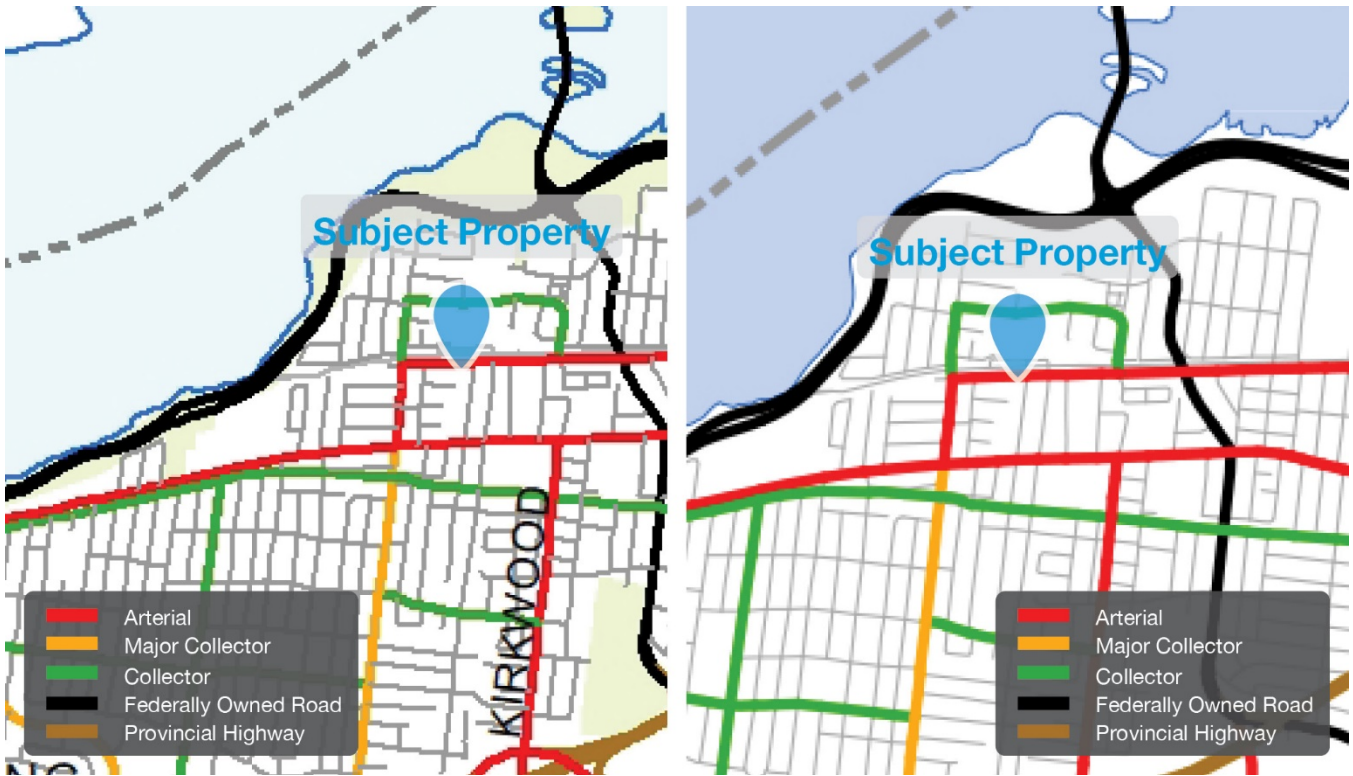 Subject Property
KIRKWOOD
Arterial
Major Collector
Collector
Federally Owned Road
Provincial Highway
Subject Property
Arterial
Major Collector
Collector
Federally Owned Road
Provincial Highway